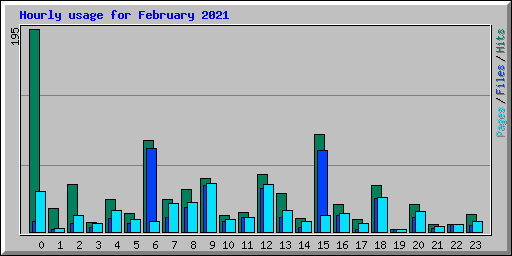 Hourly usage for February 2021
195
Pages/Files/Hits
0 1 2 3 4 5 6 7 8 9 10 11 12 13 14 15 16 17 18 19 20 21 22 23